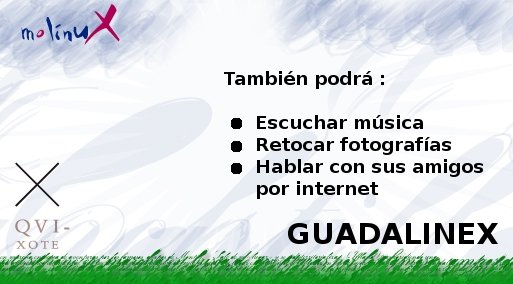 molinux
También podrá :
● Escuchar música
● Retocar fotografías
● Hablar con sus amigos
por internet
QVI-
XOTE
GUADALINEX